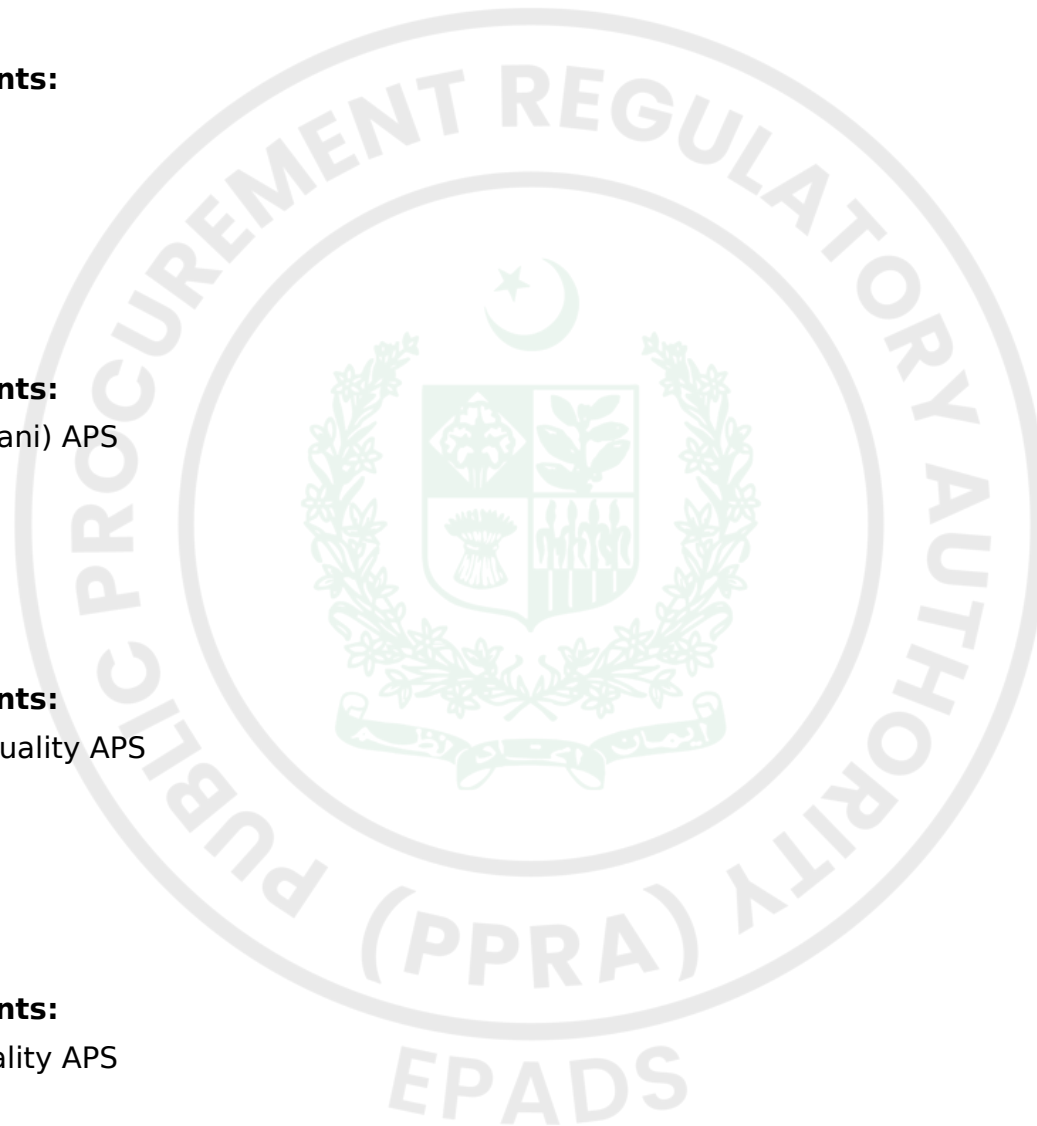 nts:
nts:
ani) APS
nts:
uality APS
nts:
ality APS
PUBLIC PROCUREMENT REGULATORY AUTHORITY
(PPRA)
EPADS